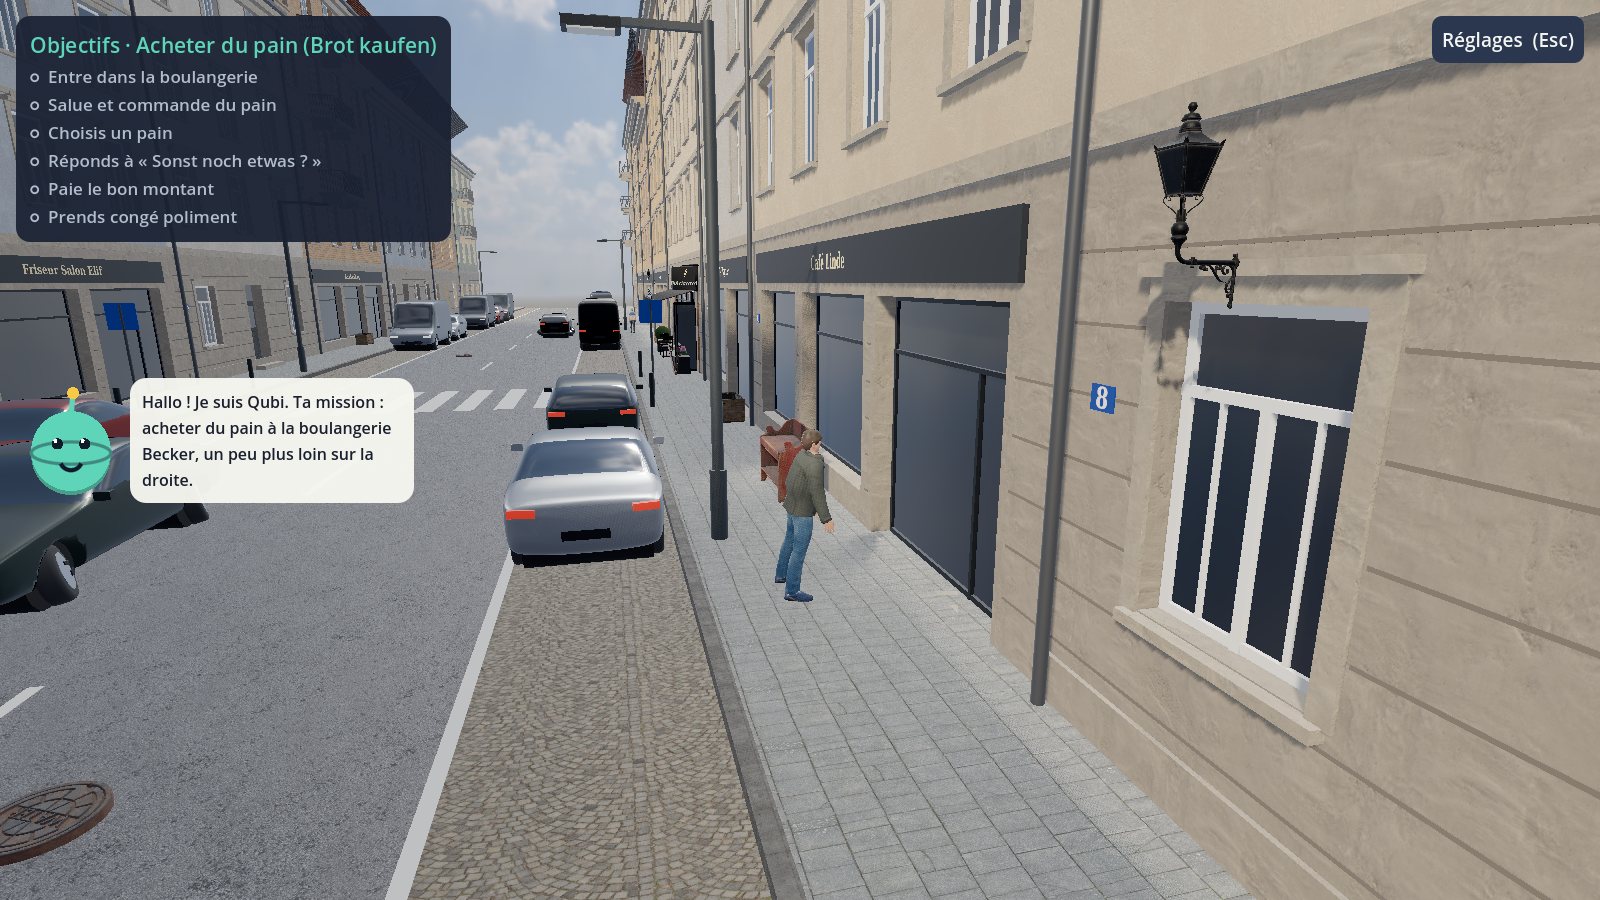 Objectifs · Acheter du pain (Brot kaufen)
Entre dans la boulangerie
Salue et commande du pain
Choisis un pain
Réponds à « Sonst noch etwas ? »
Paie le bon montant
Prends congé poliment
Réglages (Esc)
Friseur Salon Elif
Café Linde
8
Hallo ! Je suis Qubi. Ta mission :
acheter du pain à la boulangerie
Becker, un peu plus loin sur la
droite.